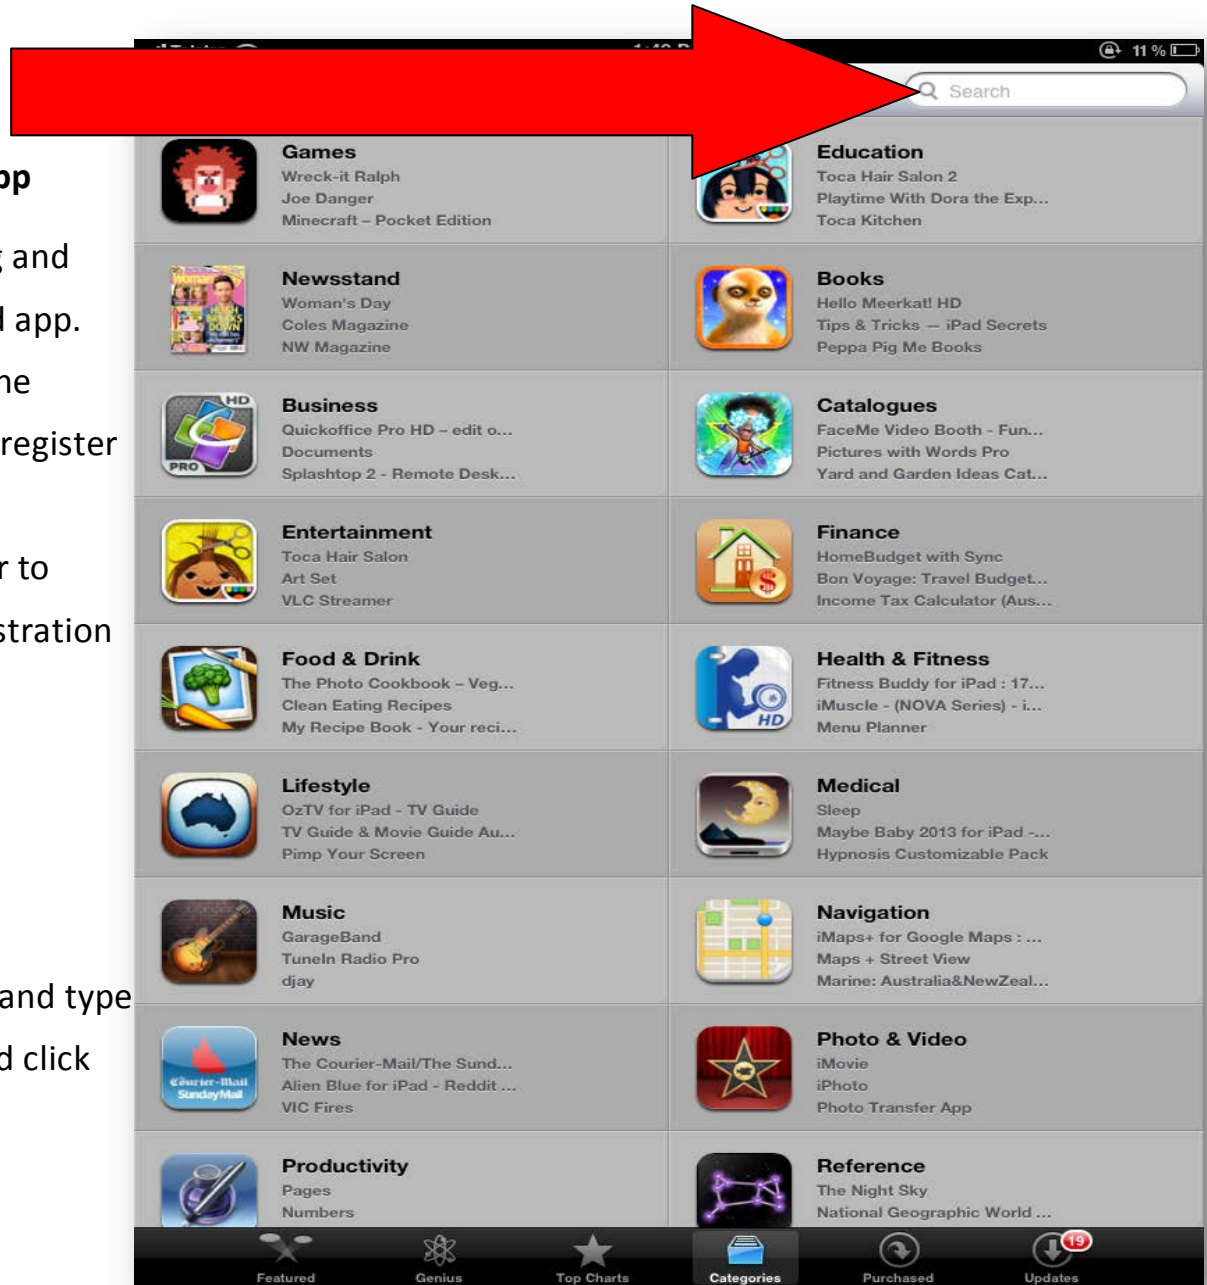 11 %
Search
pp
g and
d app.
ne
register
r to
stration
and type
d click
Games
Wreck-it Ralph
Joe Danger
Minecraft – Pocket Edition
Education
Toca Hair Salon 2
Playtime With Dora the Exp...
Toca Kitchen
Newsstand
Woman's Day
Coles Magazine
NW Magazine
Books
Hello Meerkat! HD
Tips & Tricks — iPad Secrets
Peppa Pig Me Books
HD
PRO
Business
Quickoffice Pro HD – edit o...
Documents
Splashtop 2 - Remote Desk...
Catalogues
FaceMe Video Booth - Fun...
Pictures with Words Pro
Yard and Garden Ideas Cat...
Entertainment
Toca Hair Salon
Art Set
VLC Streamer
$
Finance
HomeBudget with Sync
Bon Voyage: Travel Budget...
Income Tax Calculator (Aus...
Food & Drink
The Photo Cookbook – Veg...
Clean Eating Recipes
My Recipe Book - Your reci...
HD
Health & Fitness
Fitness Buddy for iPad : 17...
iMuscle - (NOVA Series) - i...
Menu Planner
Lifestyle
OzTV for iPad - TV Guide
TV Guide & Movie Guide Au...
Pimp Your Screen
Medical
Sleep
Maybe Baby 2013 for iPad -...
Hypnosis Customizable Pack
Music
GarageBand
TuneIn Radio Pro
djay
Navigation
iMaps+ for Google Maps : ...
Maps + Street View
Marine: Australia&NewZeal...
Courier-Mail
Sunday Mail
News
The Courier-Mail/The Sund...
Alien Blue for iPad - Reddit ...
VIC Fires
Photo & Video
iMovie
iPhoto
Photo Transfer App
Productivity
Pages
Numbers
Reference
The Night Sky
National Geographic World ...
19
Featured
Genius
Top Charts
Categories
Purchased
Updates